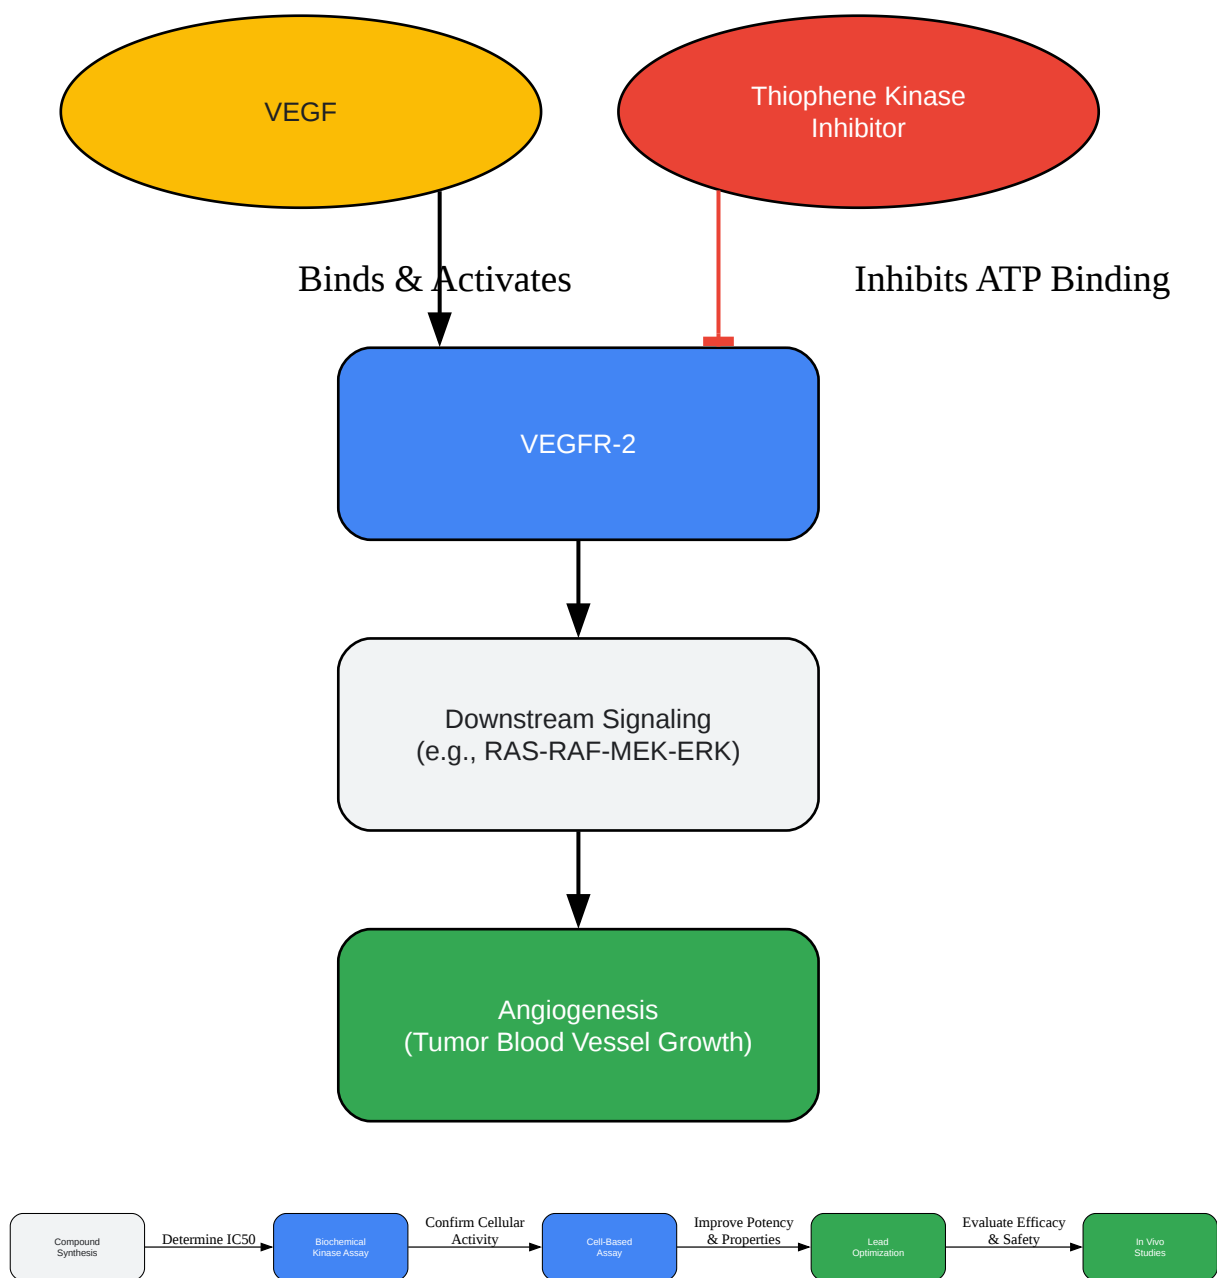 VEGF
Thiophene Kinase
Inhibitor
Binds & Activates
Inhibits ATP Binding
VEGFR-2
Downstream Signaling
(e.g., RAS-RAF-MEK-ERK)
Angiogenesis
(Tumor Blood Vessel Growth)
Compound
Synthesis
Determine IC50
Biochemical
Kinase Assay
Confirm Cellular
Activity
Cell-Based
Assay
Improve Potency
& Properties
Lead
Optimization
Evaluate Efficacy
& Safety
In Vivo
Studies